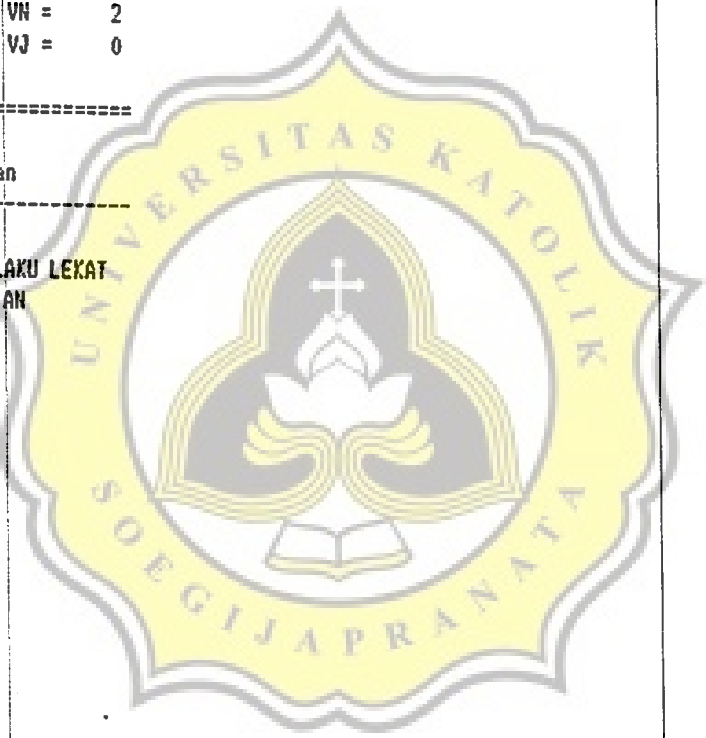 VN = 2
VJ = 0
============
an
------------
LAKU LEKAT
AN
UNIVERSITAS KATOLIK
SOEGIJAPRANATA